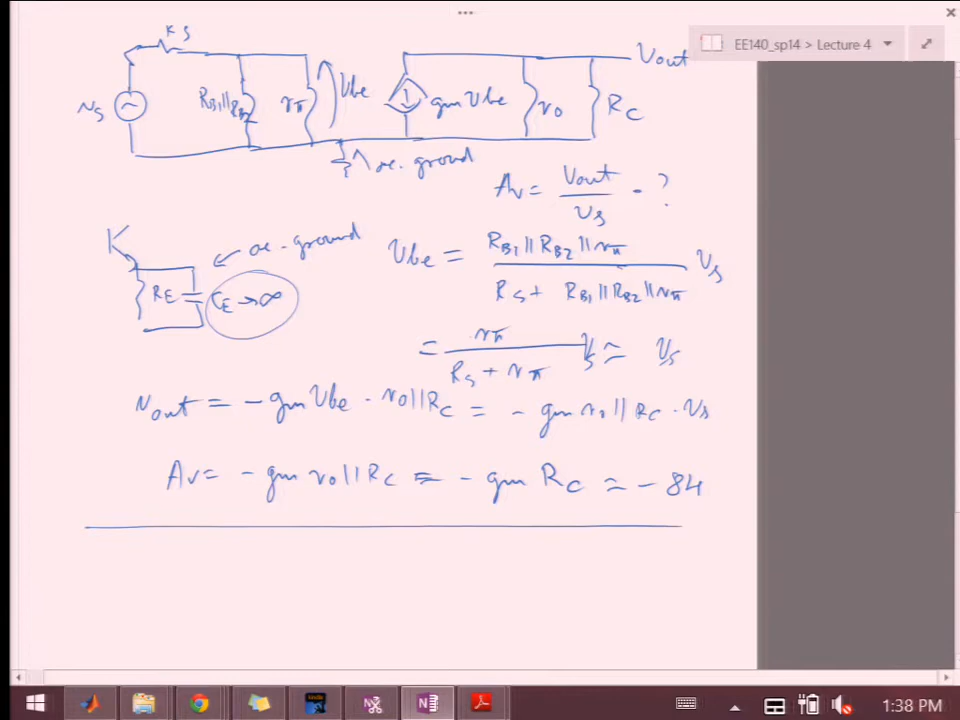 ...
RS
EE140_sp14 > Lecture 4
Vout
vs RB1||RB2 rπ Vbe gm Vbe ro RC
ac. ground
Av = Vout / vs = ?
ac-ground
Vbe = RB1 || RB2 || rπ / RS + RB1 || RB2 || rπ vs
RE CE → ∞
= rπ / RS + rπ vs ≈ vs
vout = - gm Vbe · ro || RC = - gm ro || RC · vs
Av = - gm ro || RC = - gm RC ≈ - 84
1:38 PM